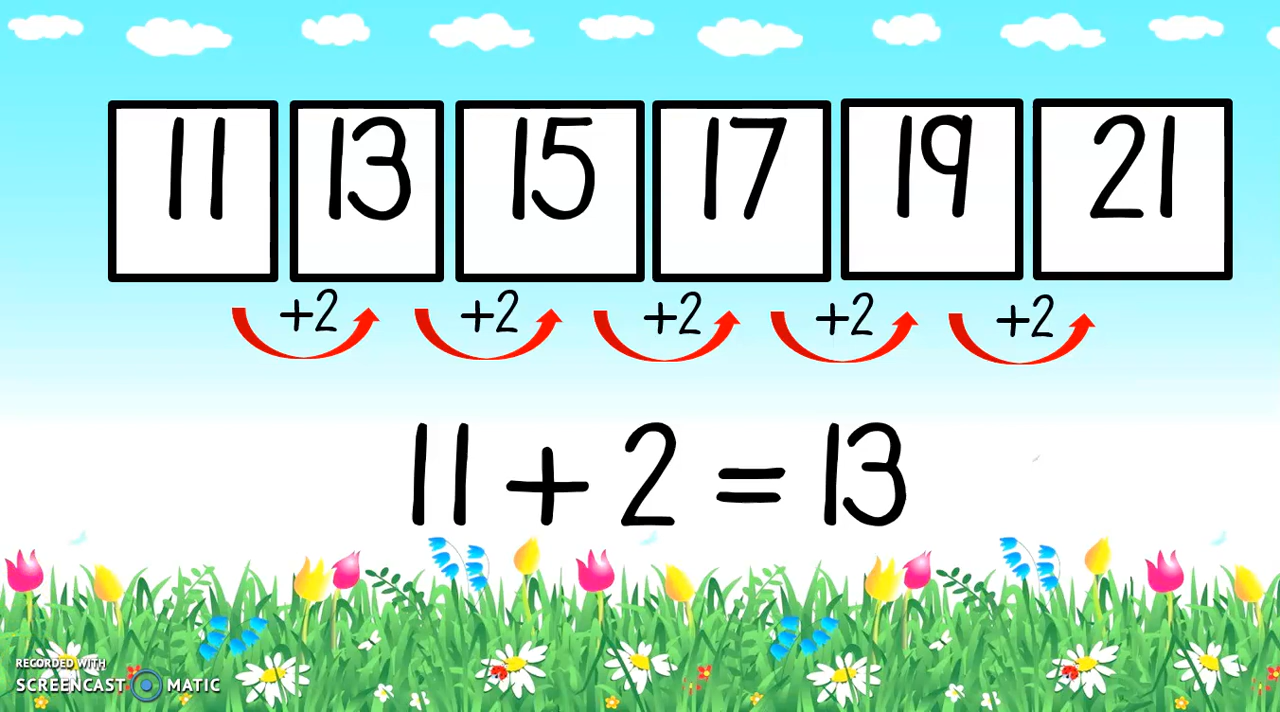 11 13 15 17 19 21
+2 +2 +2 +2 +2
11 + 2 = 13
RECORDED WITH
SCREENCAST MATIC